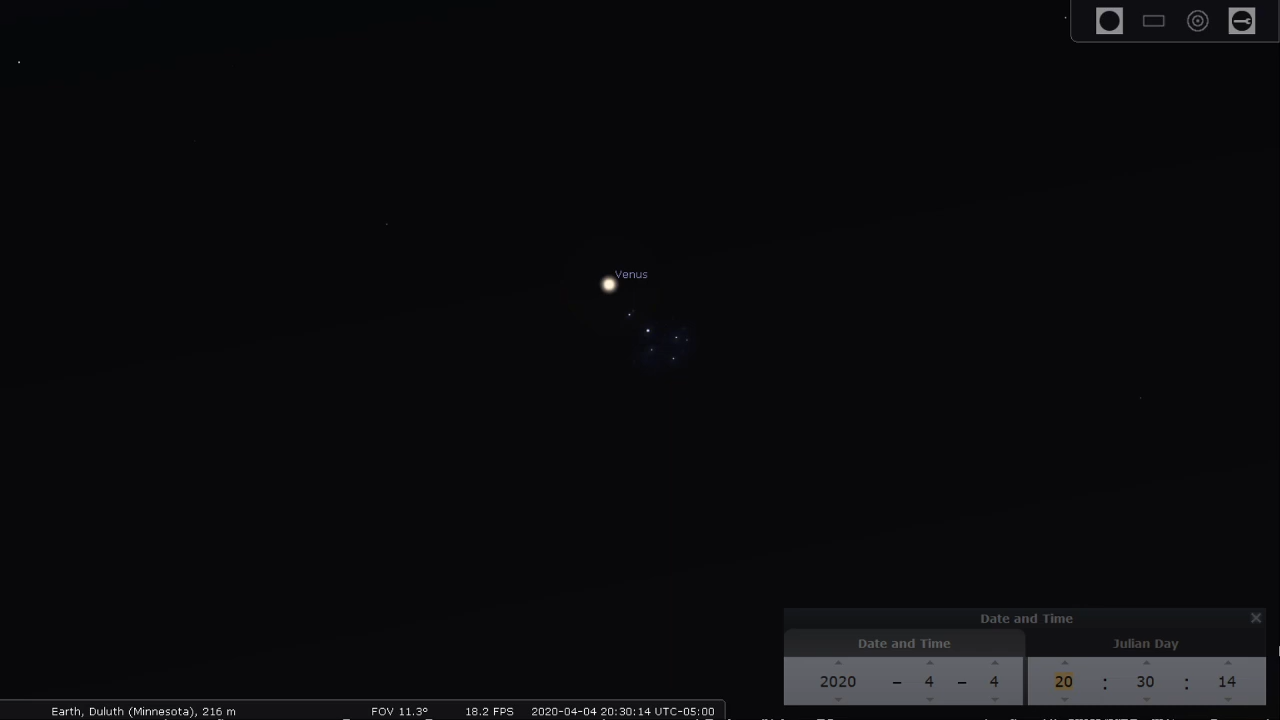 Venus
Date and Time
Date and Time
Julian Day
2020 – 4 – 4
20 : 30 : 14
Earth, Duluth (Minnesota), 216 m
FOV 11.3°
18.2 FPS
2020-04-04 20:30:14 UTC-05:00